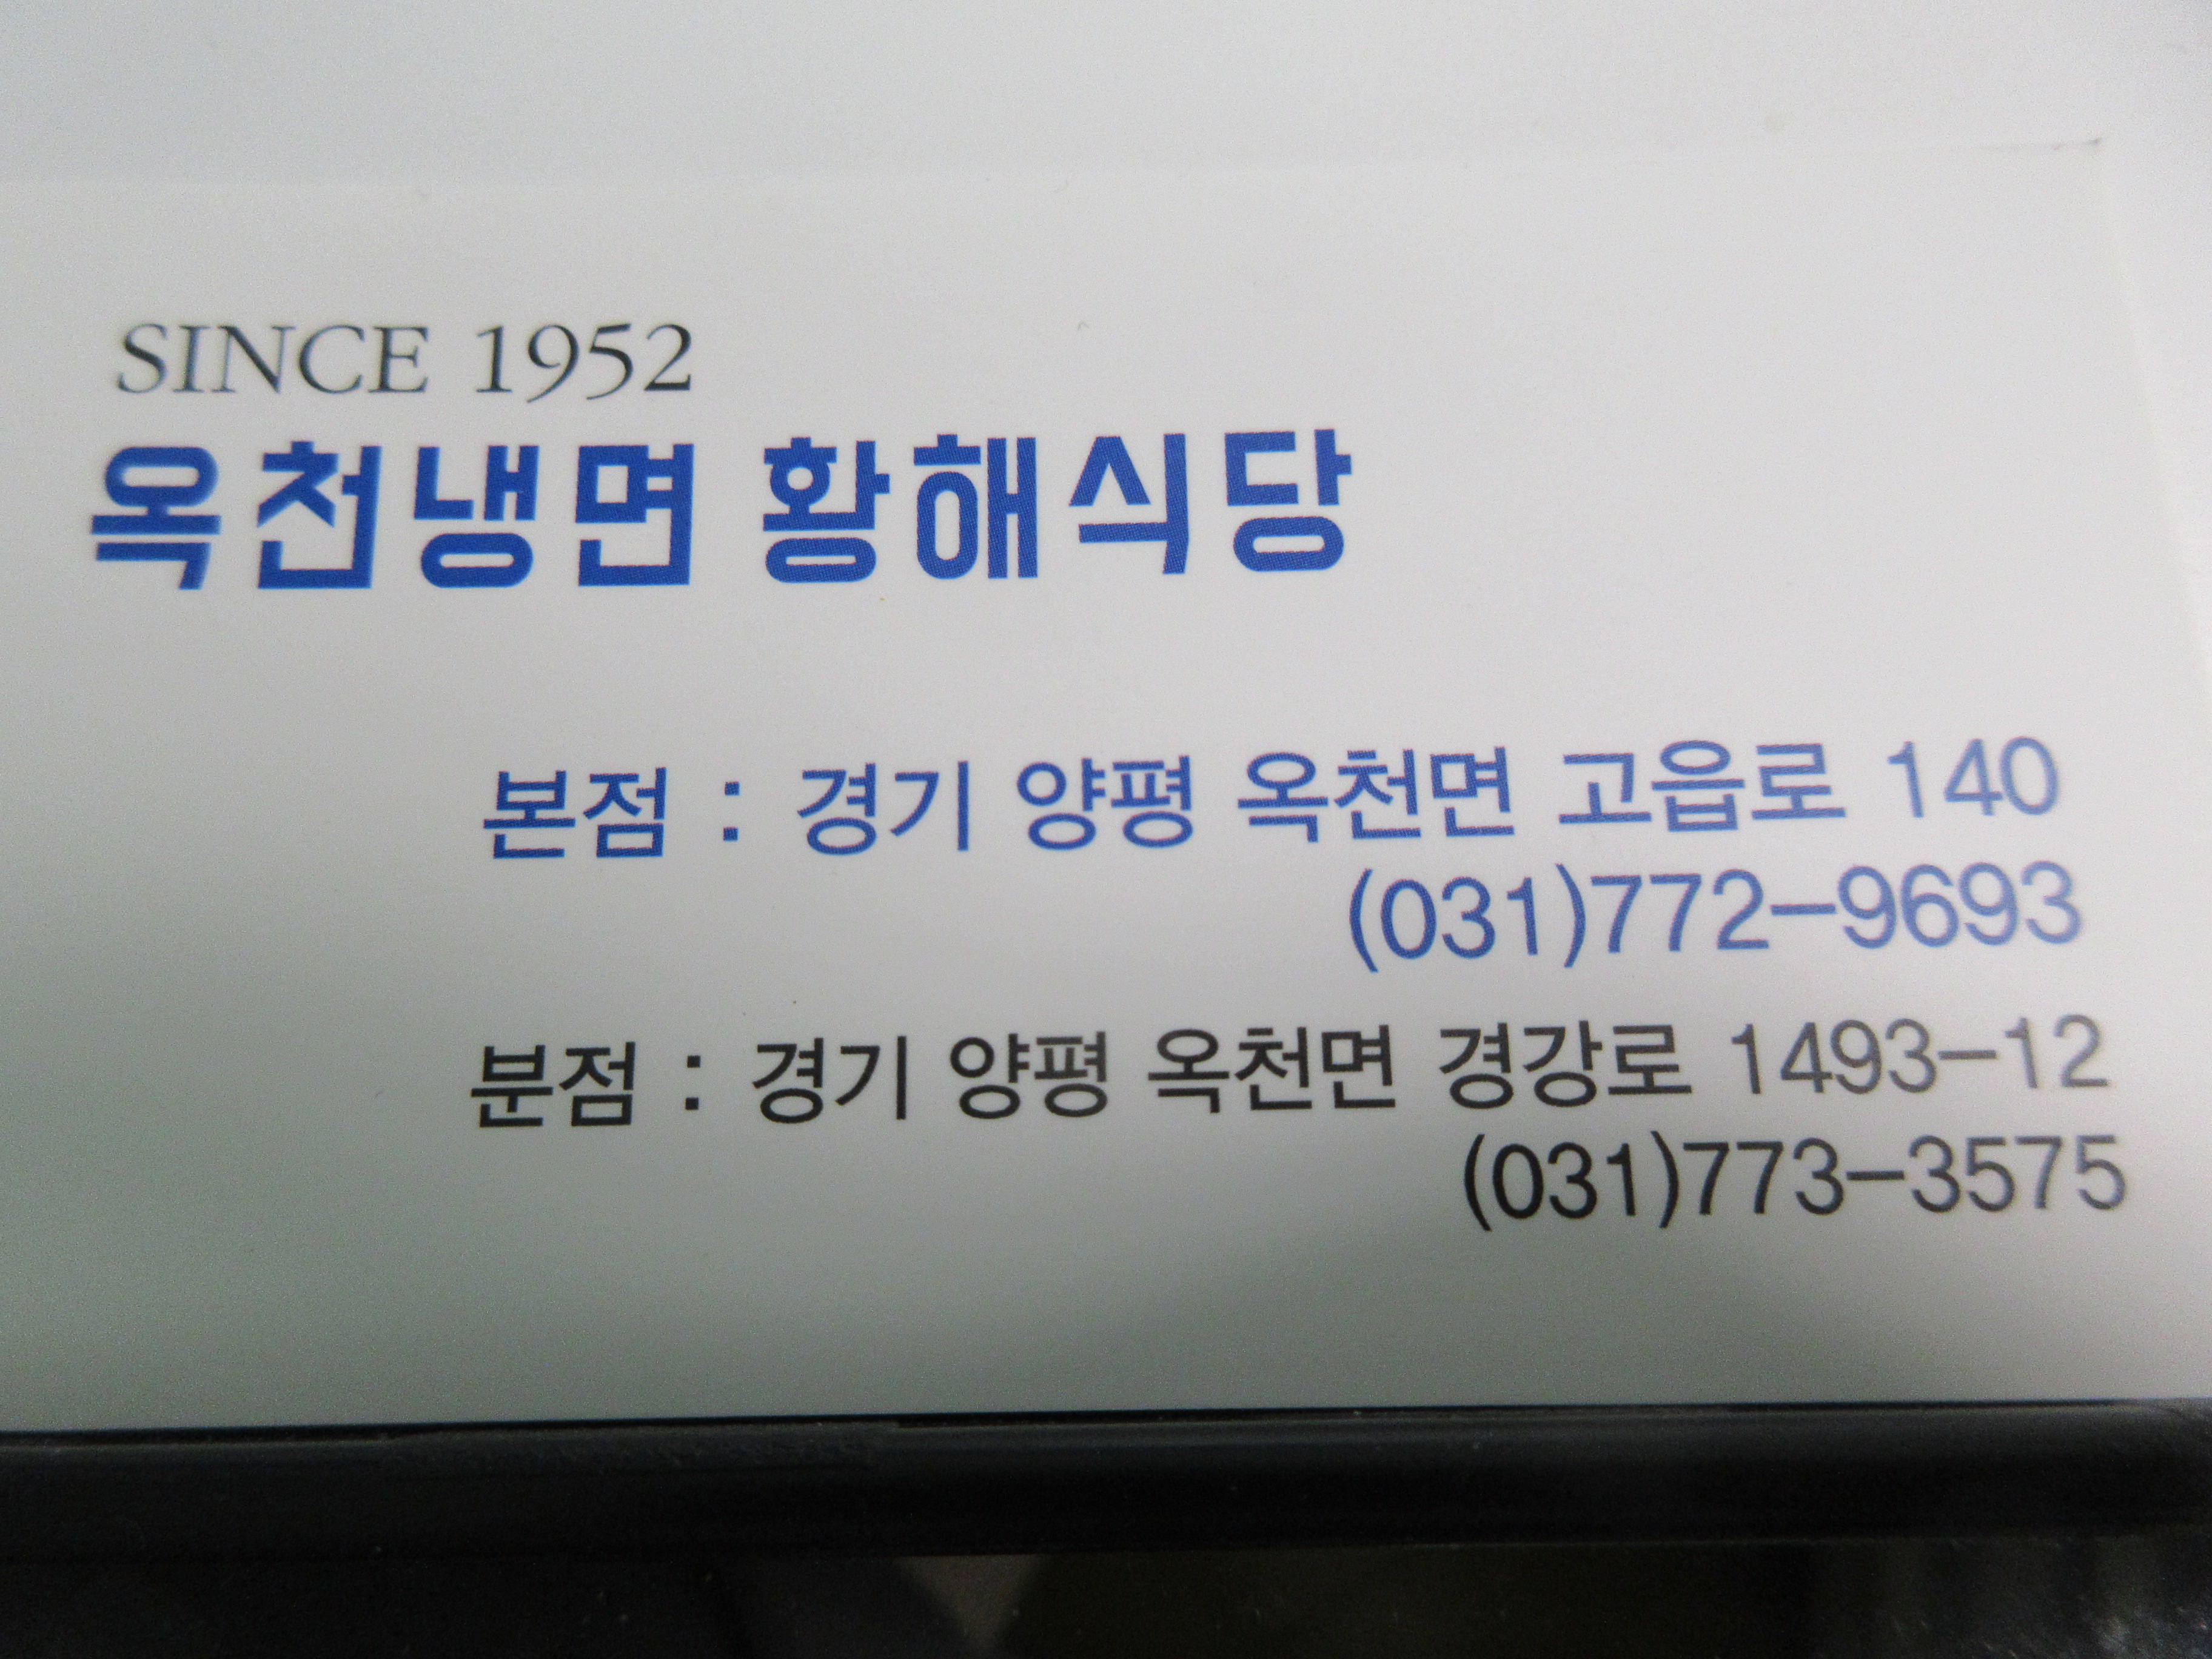 SINCE 1952
옥천냉면 황해식당
본점 : 경기 양평 옥천면 고읍로 140
(031)772-9693
분점 : 경기 양평 옥천면 경강로 1493-12
(031)773-3575